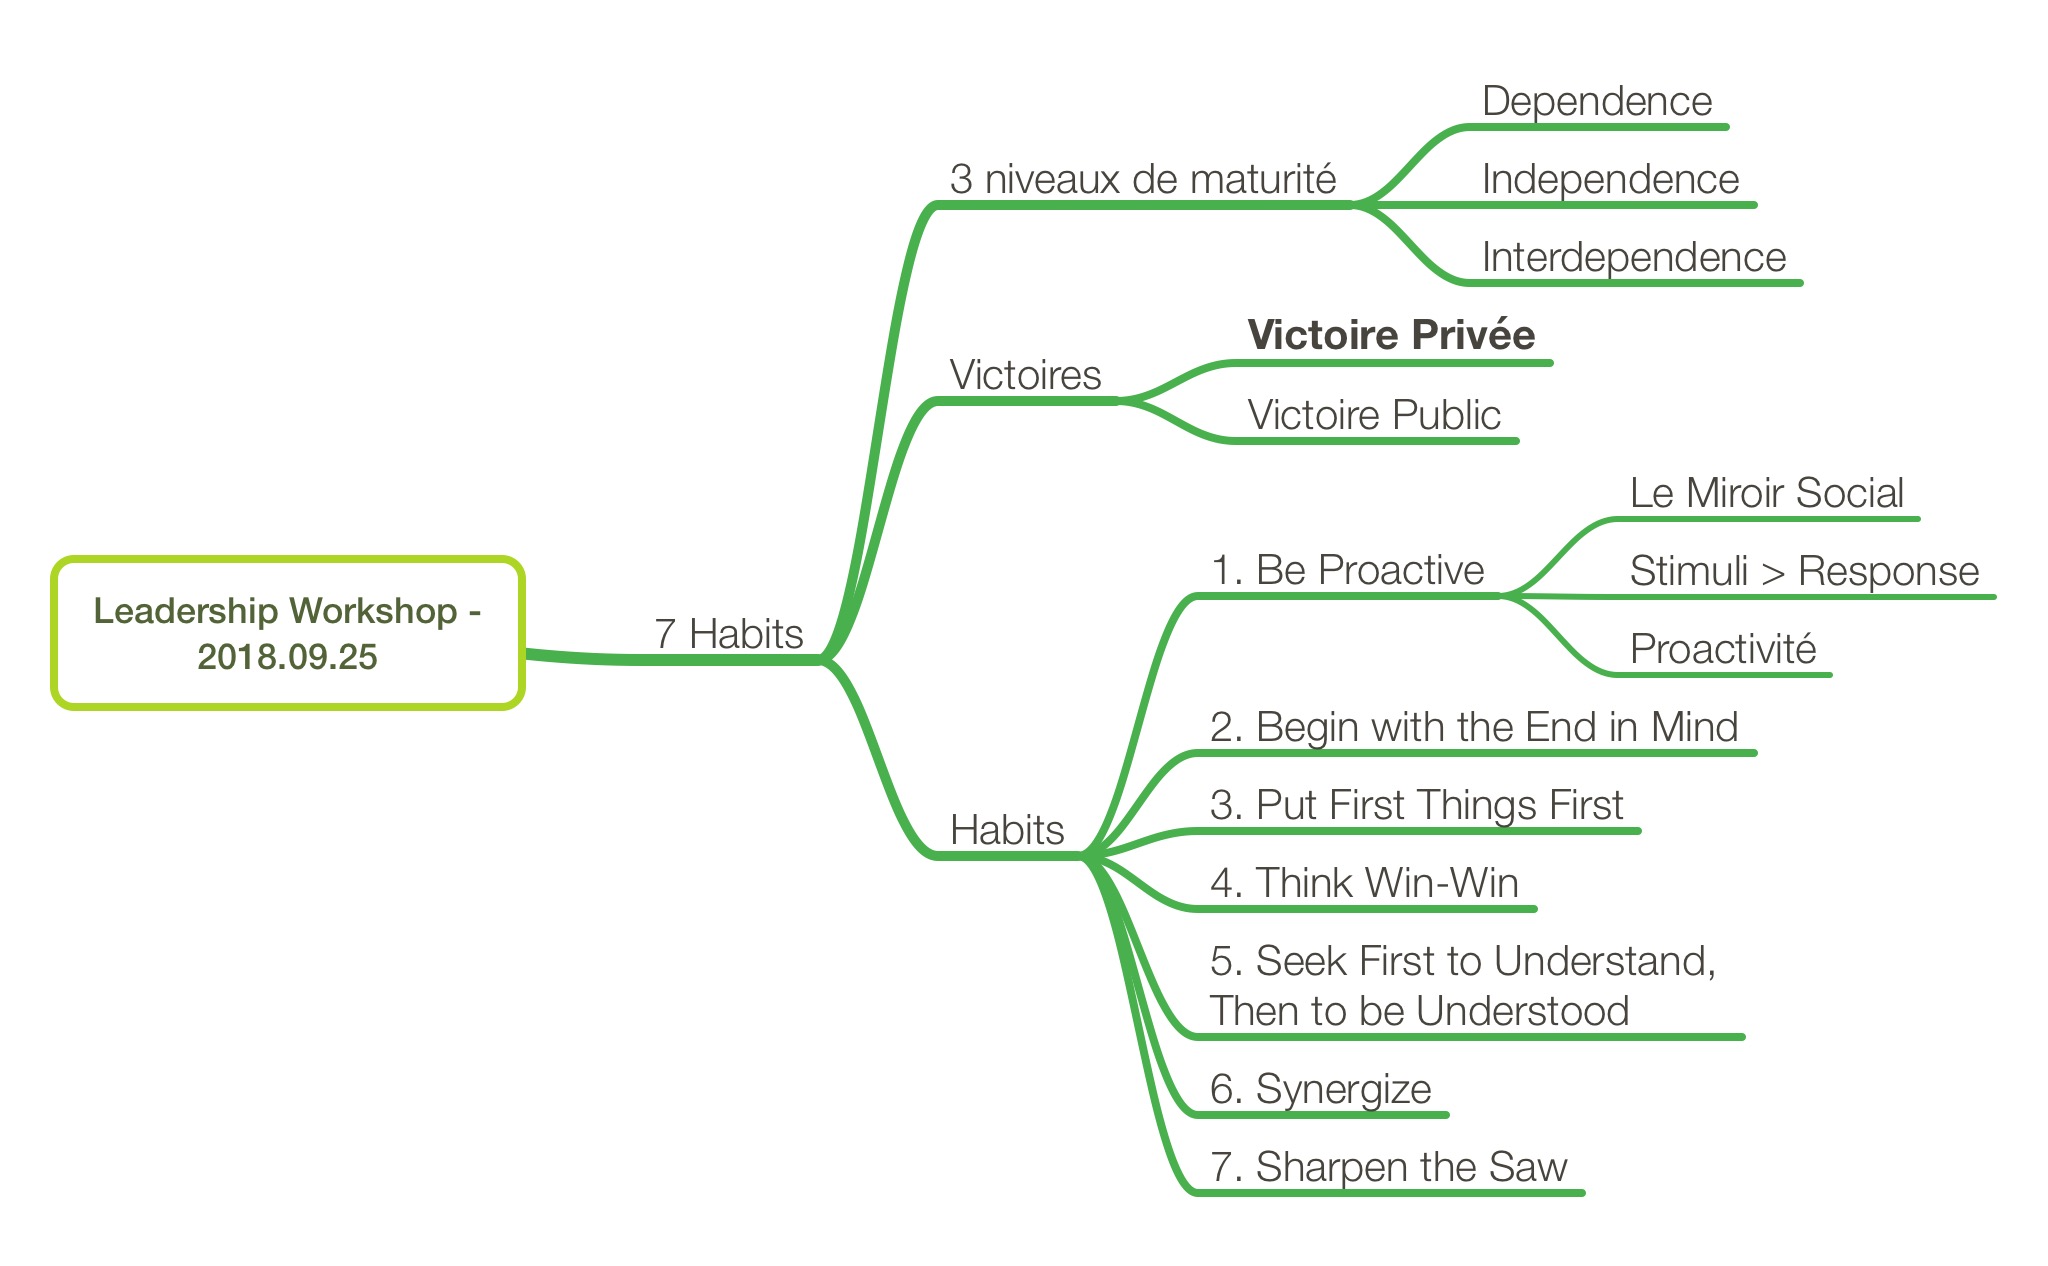 Leadership Workshop -
2018.09.25
7 Habits
3 niveaux de maturité
Dependence
Independence
Interdependence
Victoires
Victoire Privée
Victoire Public
Habits
1. Be Proactive
Le Miroir Social
Stimuli > Response
Proactivité
2. Begin with the End in Mind
3. Put First Things First
4. Think Win-Win
5. Seek First to Understand,
Then to be Understood
6. Synergize
7. Sharpen the Saw